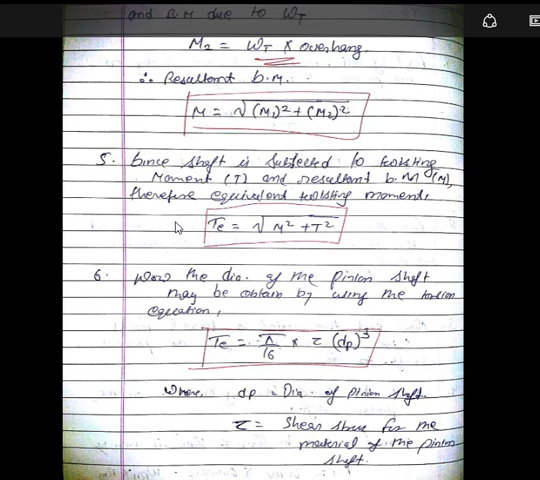 and B.M due to WT
M2 = WT × overhang.
∴ Resultant b.m.
M = √(M1)2 + (M2)2
5. Since shaft is subjected to twisting
Moment (T) and resultant b.m (M),
therefore equivalent twisting moment,
Te = √M2 + T2
6. Now the dia. of the pinion shaft
may be obtain by using the torsion
equation,
Te = π/16 × τ (dp)3
where, dp = Dia. of pinion shaft.
τ = Shear stress for the
material of the pinion
shaft.